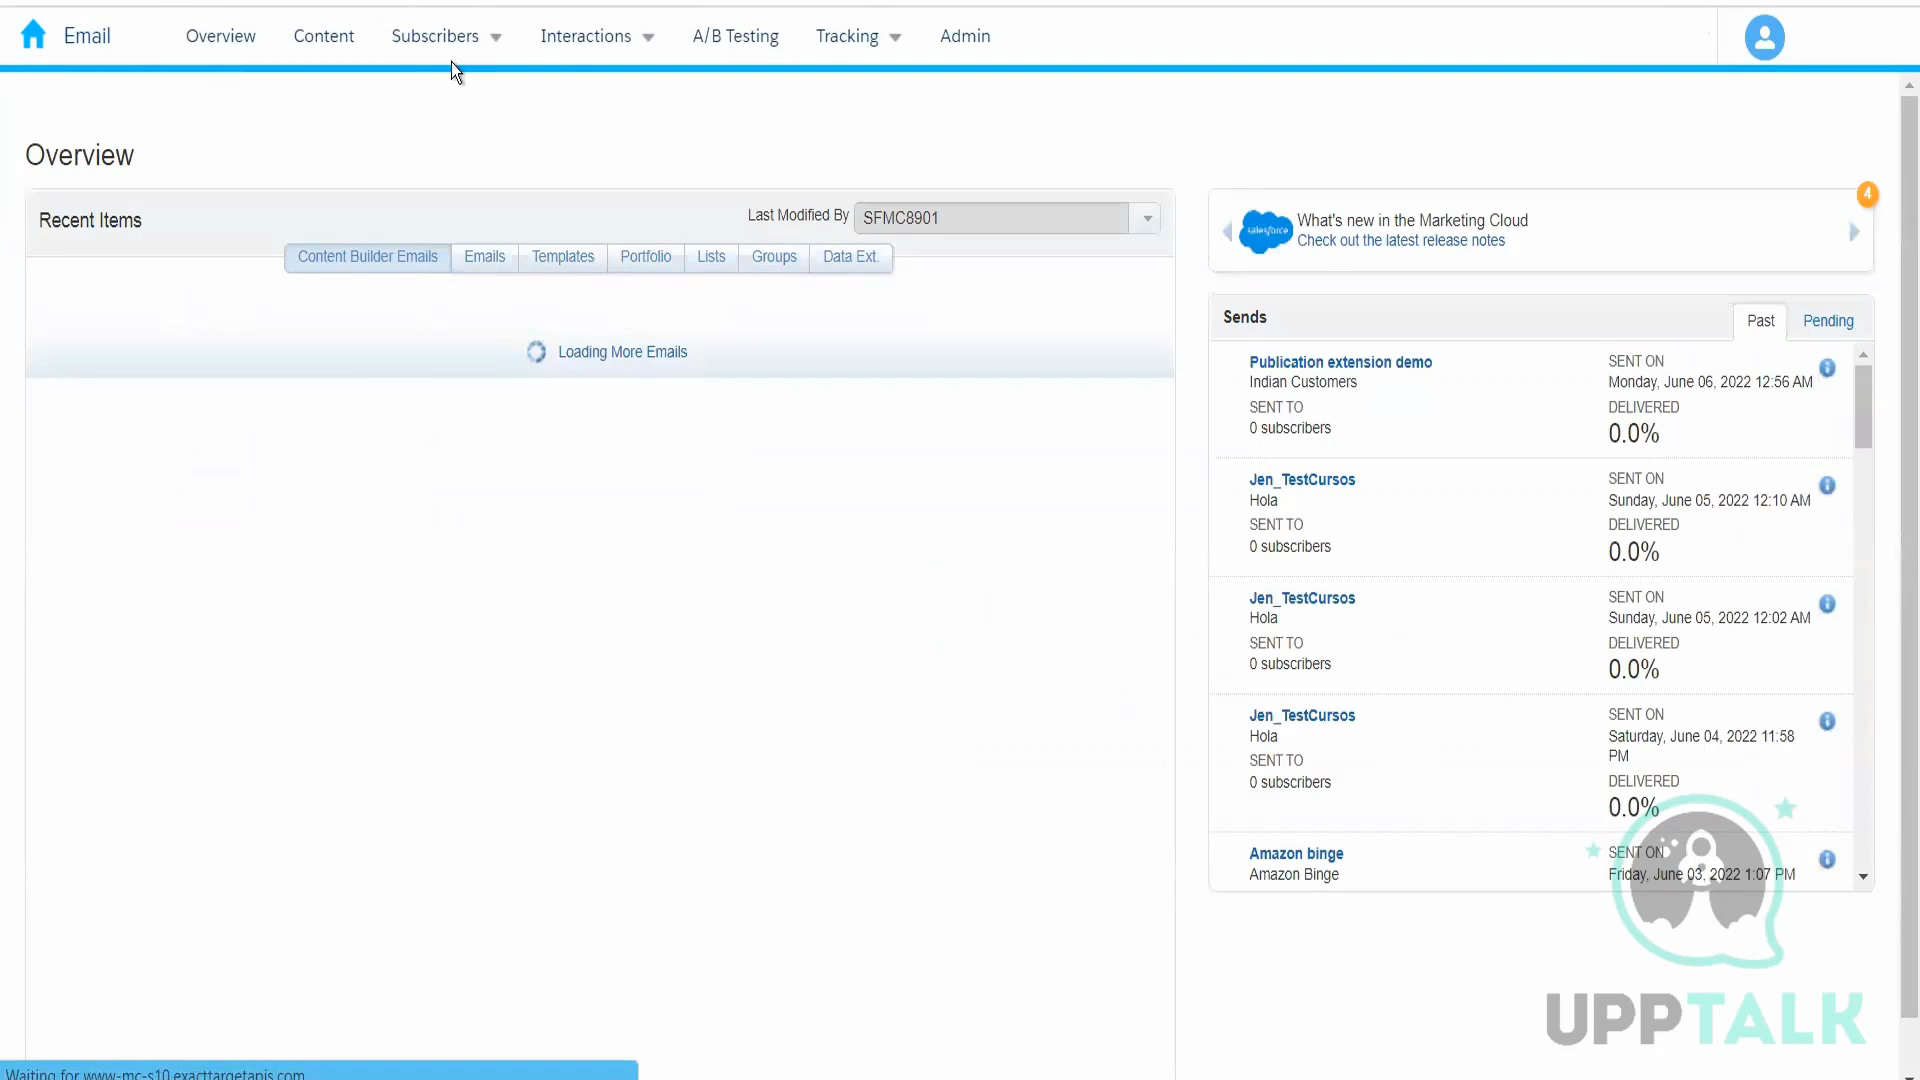 Email Overview Content Subscribers Interactions A/B Testing Tracking Admin
Overview
Recent Items
Last Modified By SFMC8901
Content Builder Emails Emails Templates Portfolio Lists Groups Data Ext.
Loading More Emails
4
salesforce
What's new in the Marketing Cloud
Check out the latest release notes
Sends
Past Pending
Publication extension demo
Indian Customers
SENT TO
0 subscribers
SENT ON
Monday, June 06, 2022 12:56 AM
DELIVERED
0.0%
Jen_TestCursos
Hola
SENT TO
0 subscribers
SENT ON
Sunday, June 05, 2022 12:10 AM
DELIVERED
0.0%
Jen_TestCursos
Hola
SENT TO
0 subscribers
SENT ON
Sunday, June 05, 2022 12:02 AM
DELIVERED
0.0%
Jen_TestCursos
Hola
SENT TO
0 subscribers
SENT ON
Saturday, June 04, 2022 11:58
PM
DELIVERED
0.0%
Amazon binge
Amazon Binge
SENT ON
Friday, June 03, 2022 1:07 PM
UPPTALK
Waiting for www-mc-s10.exacttargetapis.com